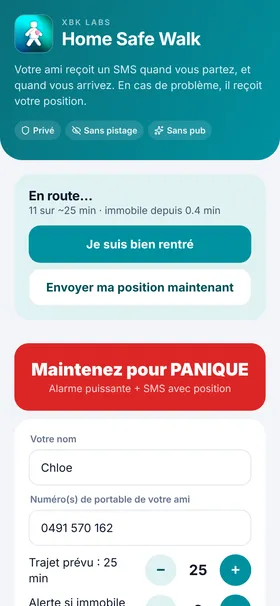 XBK LABS
Home Safe Walk
Votre ami reçoit un SMS quand vous partez, et
quand vous arrivez. En cas de problème, il reçoit
votre position.
Privé
Sans pistage
Sans pub
En route…
11 sur ~25 min · immobile depuis 0.4 min
Je suis bien rentré
Envoyer ma position maintenant
Maintenez pour PANIQUE
Alarme puissante + SMS avec position
Votre nom
Chloe
Numéro(s) de portable de votre ami
0491 570 162
Trajet prévu : 25
min
− 25 +
Alerte si immobile